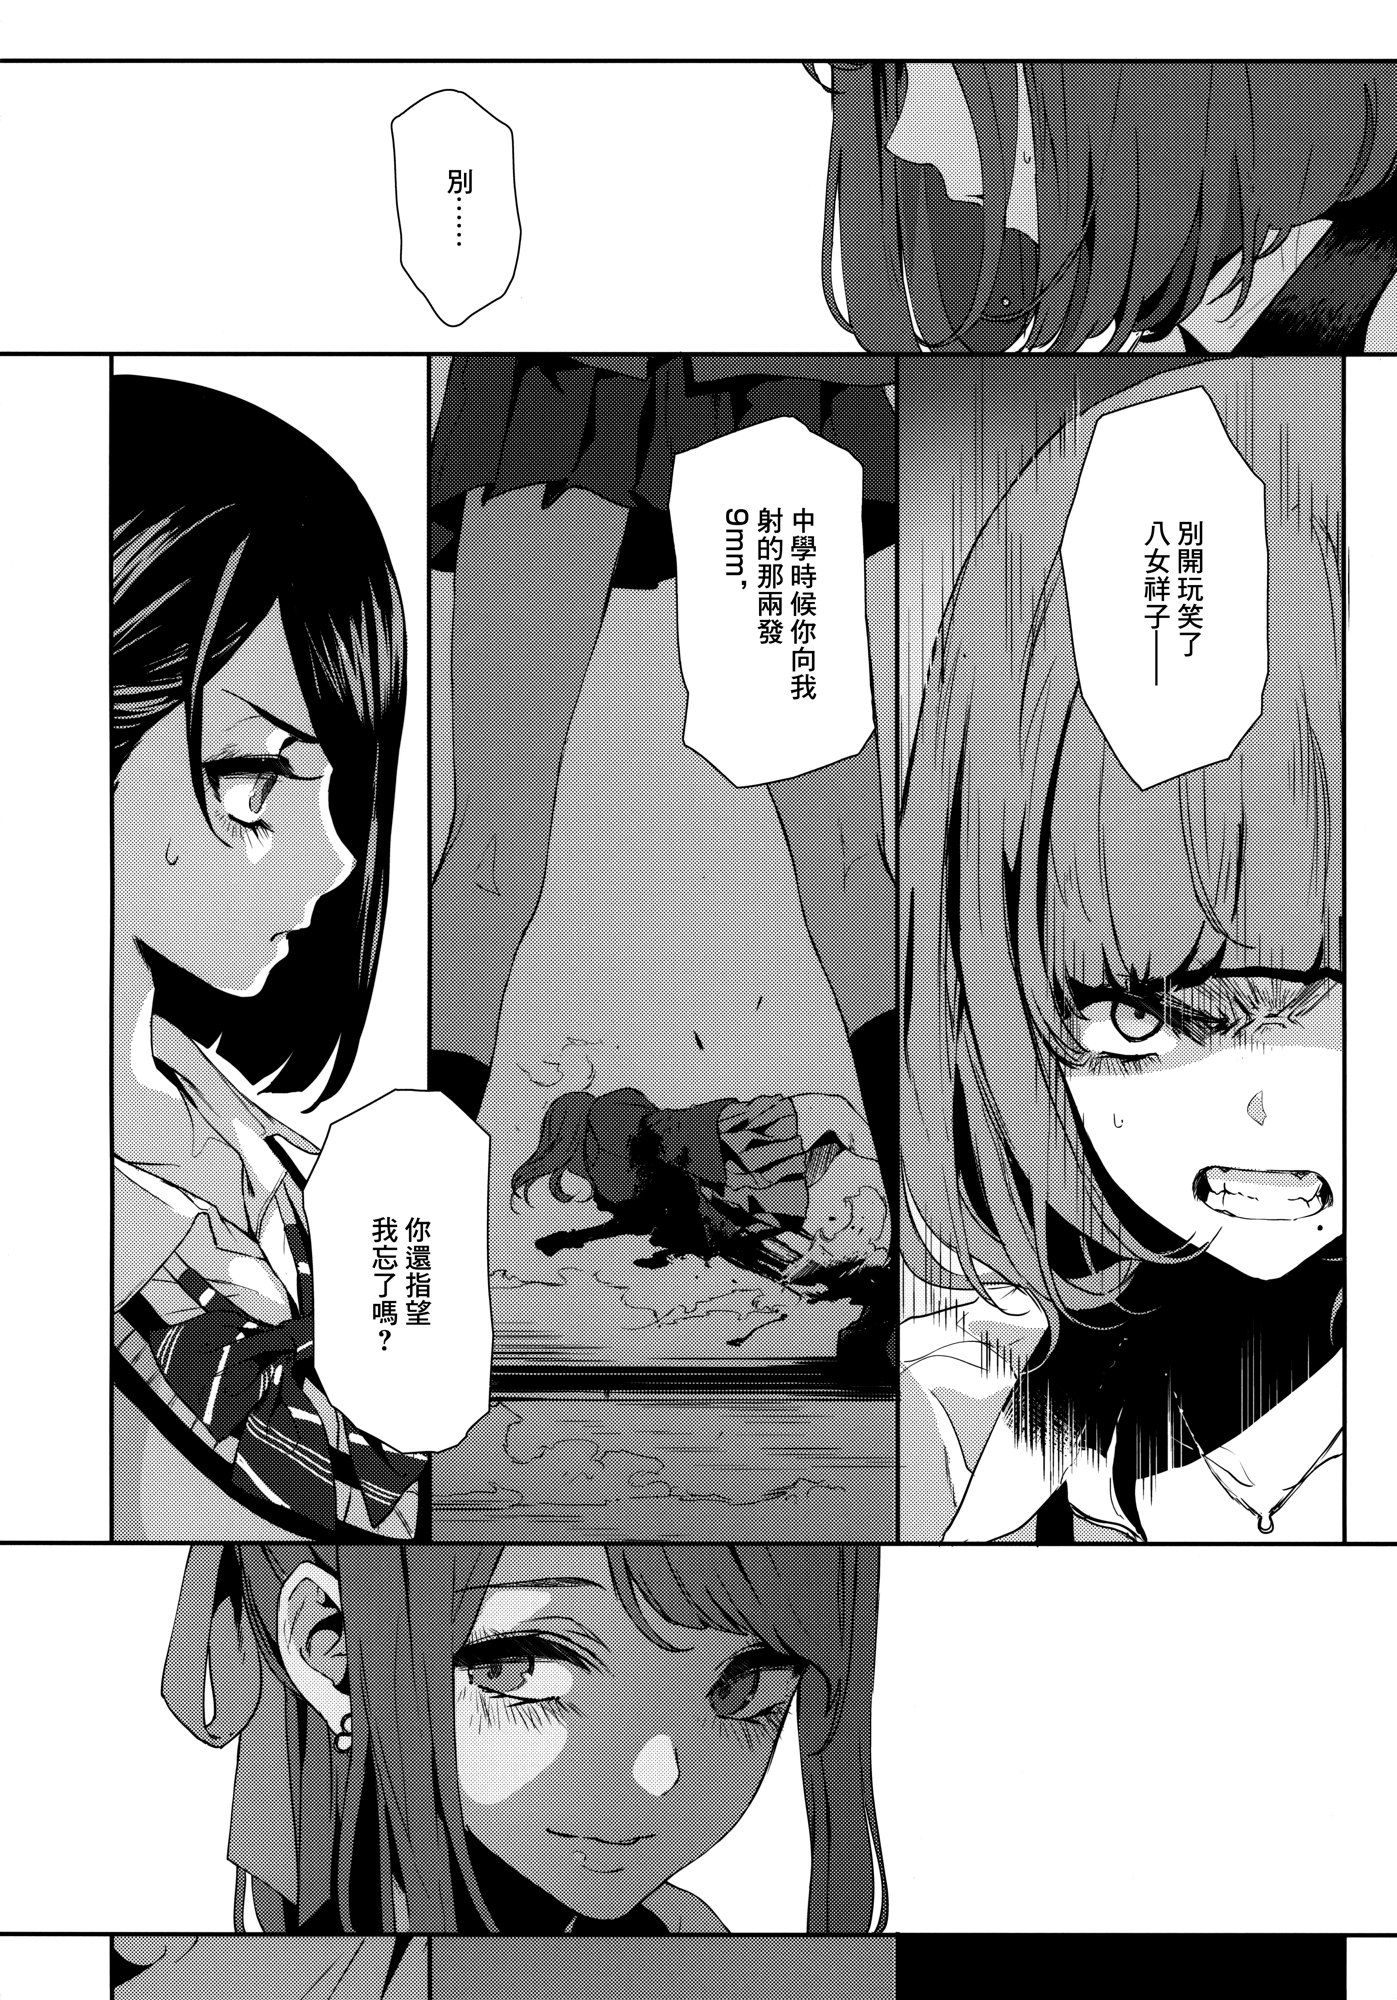 別……
別開玩笑了
八女祥子——
中學時候你向我
射的那兩發
9mm,
你還指望
我忘了嗎?